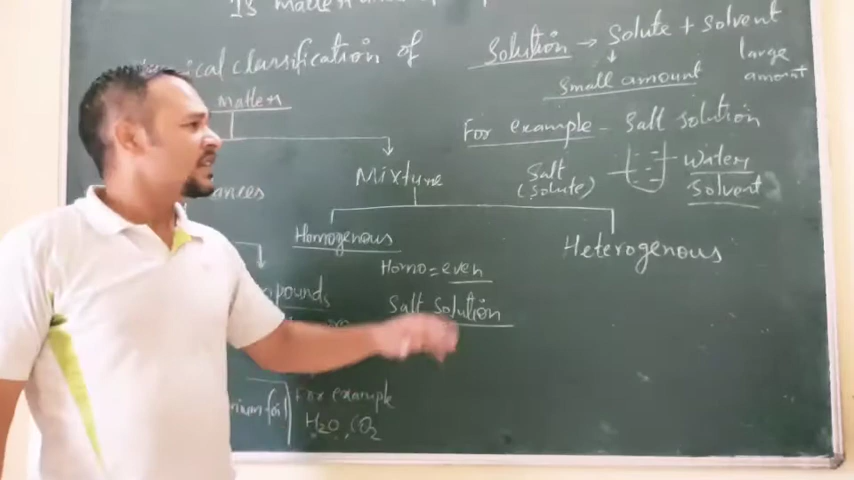 Is matter
ical classification of
Matter
Mixture
Homogenous
Homo = even
Salt Solution
Heterogenous
Solution → Solute + Solvent
Small amount
large
amount
For example - Salt solution
Salt
(Solute)
Water
Solvent
ances
pounds
For example
H2O, CO2